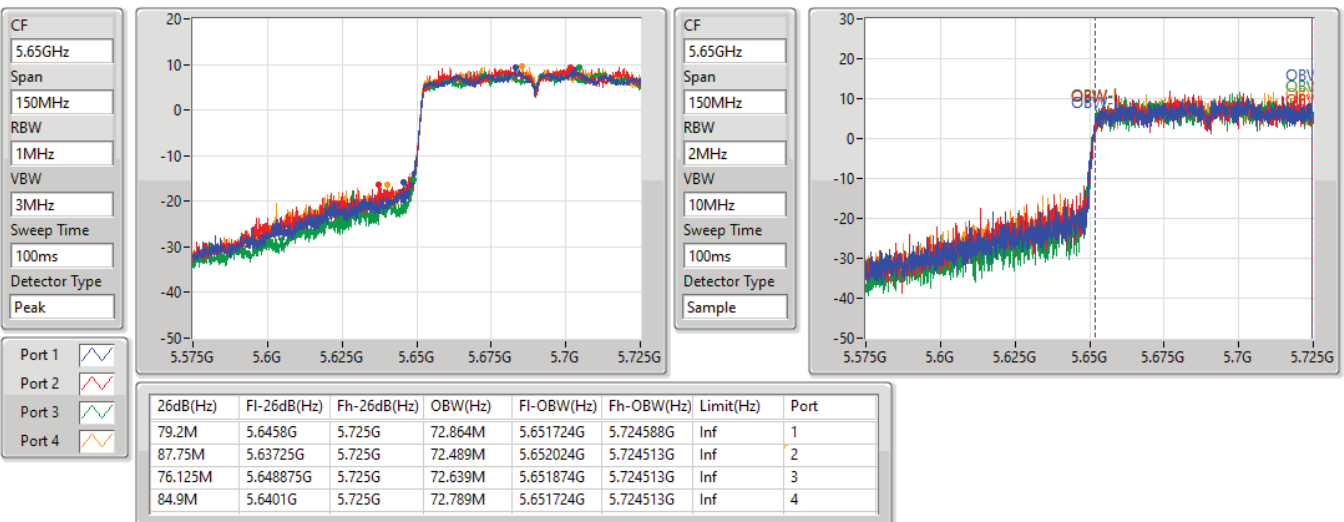 CF
5.65GHz
Span
150MHz
RBW
1MHz
VBW
3MHz
Sweep Time
100ms
Detector Type
Peak
Port 1
Port 2
Port 3
Port 4
20
10
0
-10
-20
-30
-40
-50
5.575G 5.6G 5.625G 5.65G 5.675G 5.7G 5.725G
CF
5.65GHz
Span
150MHz
RBW
2MHz
VBW
10MHz
Sweep Time
100ms
Detector Type
Sample
30
20
10
0
-10
-20
-30
-40
-50
5.575G 5.6G 5.625G 5.65G 5.675G 5.7G 5.725G
26dB(Hz) Fl-26dB(Hz) Fh-26dB(Hz) OBW(Hz) Fl-OBW(Hz) Fh-OBW(Hz) Limit(Hz) Port
79.2M 5.6458G 5.725G 72.864M 5.651724G 5.724588G Inf 1
87.75M 5.63725G 5.725G 72.489M 5.652024G 5.724513G Inf 2
76.125M 5.648875G 5.725G 72.639M 5.651874G 5.724513G Inf 3
84.9M 5.6401G 5.725G 72.789M 5.651724G 5.724513G Inf 4